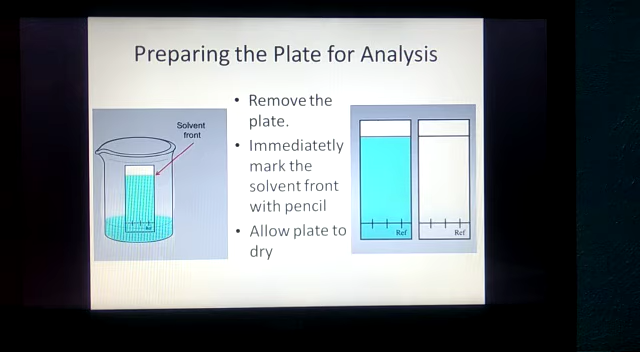 Preparing the Plate for Analysis
Solvent
front
• Remove the
plate.
• Immediatetly
mark the
solvent front
with pencil
• Allow plate to
dry
Ref
Ref
Ref